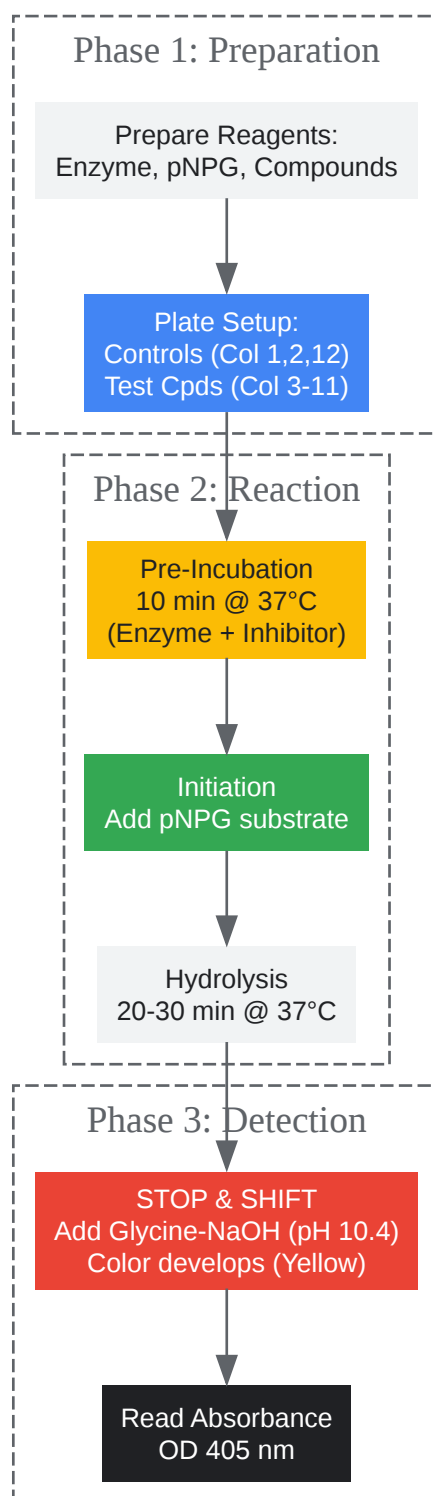 Phase 1: Preparation
Prepare Reagents:
Enzyme, pNPG, Compounds
Plate Setup:
Controls (Col 1,2,12)
Test Cpds (Col 3-11)
Phase 2: Reaction
Pre-Incubation
10 min @ 37°C
(Enzyme + Inhibitor)
Initiation
Add pNPG substrate
Hydrolysis
20-30 min @ 37°C
Phase 3: Detection
STOP & SHIFT
Add Glycine-NaOH (pH 10.4)
Color develops (Yellow)
Read Absorbance
OD 405 nm